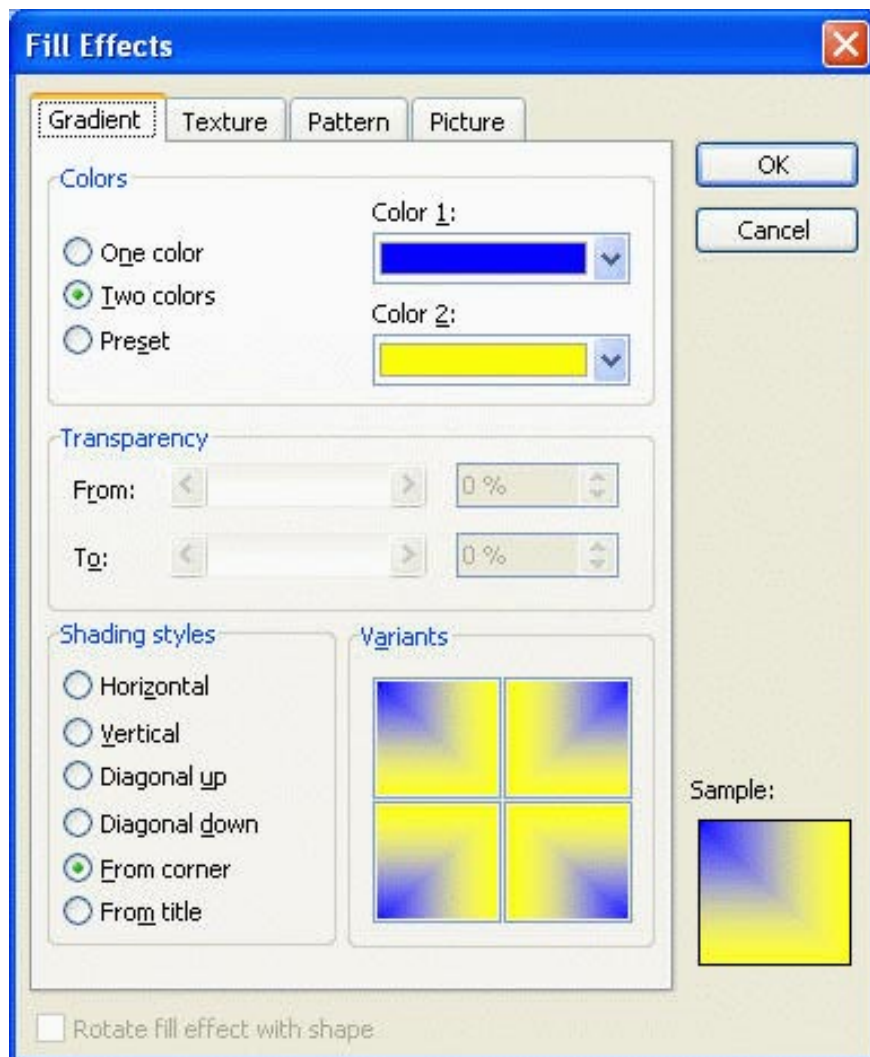 Fill Effects
Gradient Texture Pattern Picture
OK
Cancel
Colors
One color
Two colors
Preset
Color 1:
Color 2:
Transparency
From: 0 %
To: 0 %
Shading styles
Horizontal
Vertical
Diagonal up
Diagonal down
From corner
From title
Variants
Sample:
Rotate fill effect with shape